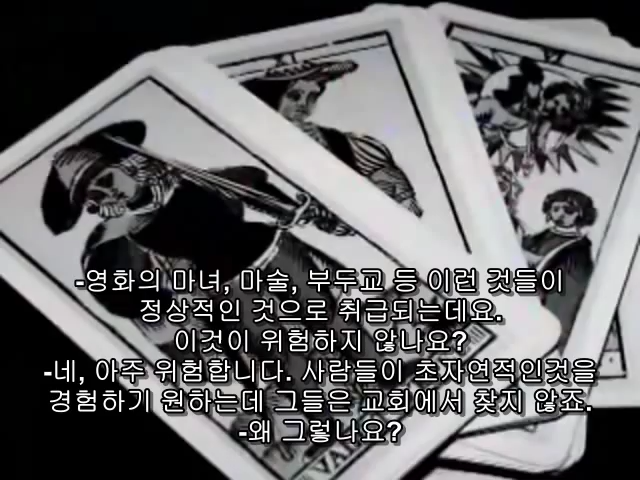 -영화의 마녀, 마술, 부두교 등 이런 것들이
정상적인 것으로 취급되는데요.
이것이 위험하지 않나요?
-네, 아주 위험합니다. 사람들이 초자연적인것을
경험하기 원하는데 그들은 교회에서 찾지 않죠.
-왜 그렇나요?